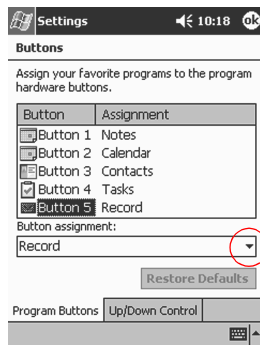 Settings 10:18 ok
Buttons
Assign your favorite programs to the program
hardware buttons.
Button Assignment
Button 1 Notes
Button 2 Calendar
Button 3 Contacts
Button 4 Tasks
Button 5 Record
Button assignment:
Record
Restore Defaults
Program Buttons Up/Down Control